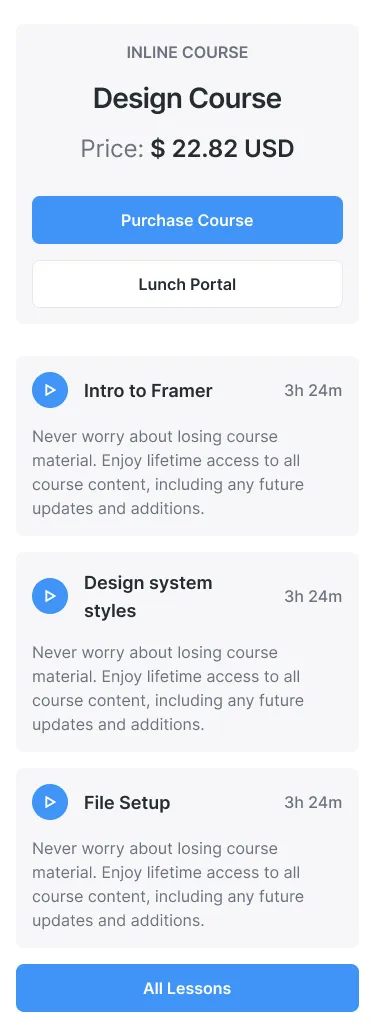 INLINE COURSE
Design Course
Price: $ 22.82 USD
Purchase Course
Lunch Portal
Intro to Framer 3h 24m
Never worry about losing course
material. Enjoy lifetime access to all
course content, including any future
updates and additions.
Design system
styles
3h 24m
Never worry about losing course
material. Enjoy lifetime access to all
course content, including any future
updates and additions.
File Setup 3h 24m
Never worry about losing course
material. Enjoy lifetime access to all
course content, including any future
updates and additions.
All Lessons